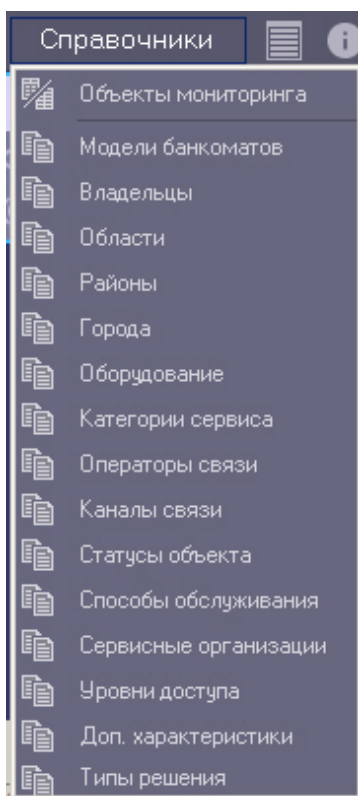 Справочники
Объекты мониторинга
Модели банкоматов
Владельцы
Области
Районы
Города
Оборудование
Категории сервиса
Операторы связи
Каналы связи
Статусы объекта
Способы обслуживания
Сервисные организации
Уровни доступа
Доп. характеристики
Типы решения